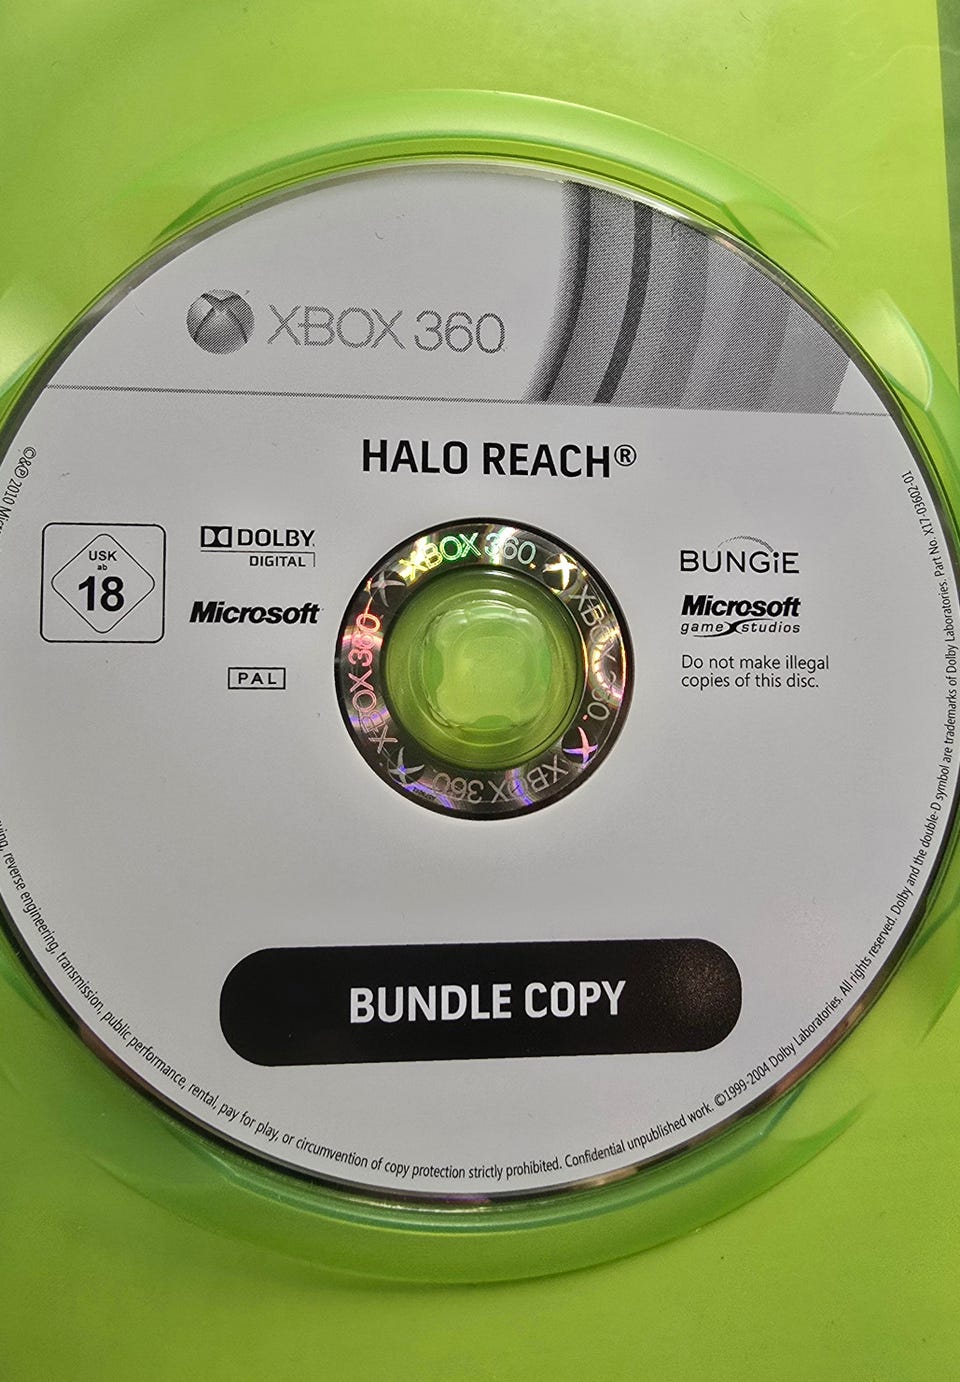 XBOX 360
HALO REACH®
USK
ab
18
DOLBY
DIGITAL
Microsoft
PAL
BUNGiE
Microsoft
game studios
Do not make illegal
copies of this disc.
XBOX 360
XBOX 360
XBOX 360
XBOX 360
BUNDLE COPY
©&℗ 2010
reverse engineering, transmission, public performance, rental, pay for play, or circumvention of copy protection strictly prohibited. Confidential unpublished work. ©1999-2004 Dolby Laboratories. All rights reserved. Dolby and the double-D symbol are trademarks of Dolby Laboratories. Part No. X17-03602-01